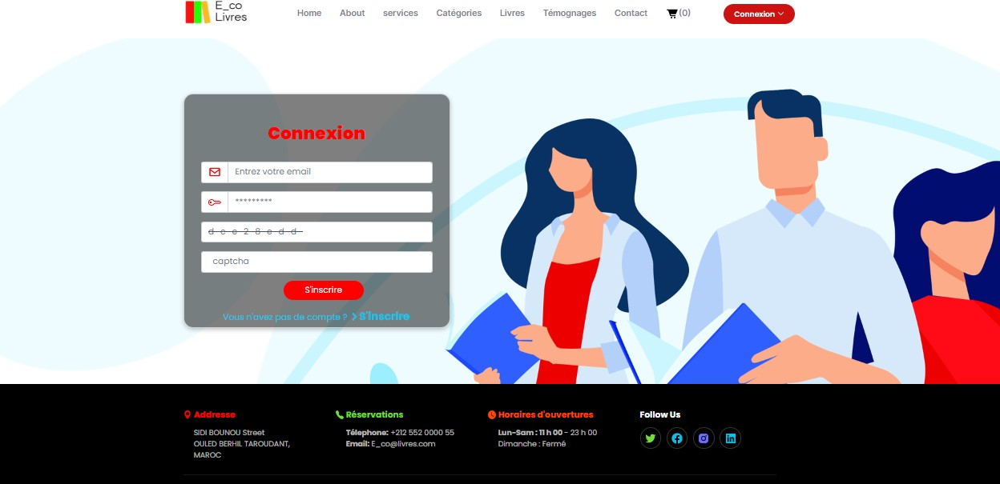 E_co
Livres
Home About services Catégories Livres Témognages Contact (0) Connexion
Connexion
Entrez votre email
*********
d c e 2 8 e d d
captcha
S'inscrire
Vous n'avez pas de compte ? S'inscrire
Addresse
SIDI BOUNOU Street
OULED BERHIL TAROUDANT,
MAROC
Réservations
Télephone: +212 552 0000 55
Email: E_co@livres.com
Horaires d'ouvertures
Lun-Sam : 11 h 00 - 23 h 00
Dimanche : Fermé
Follow Us